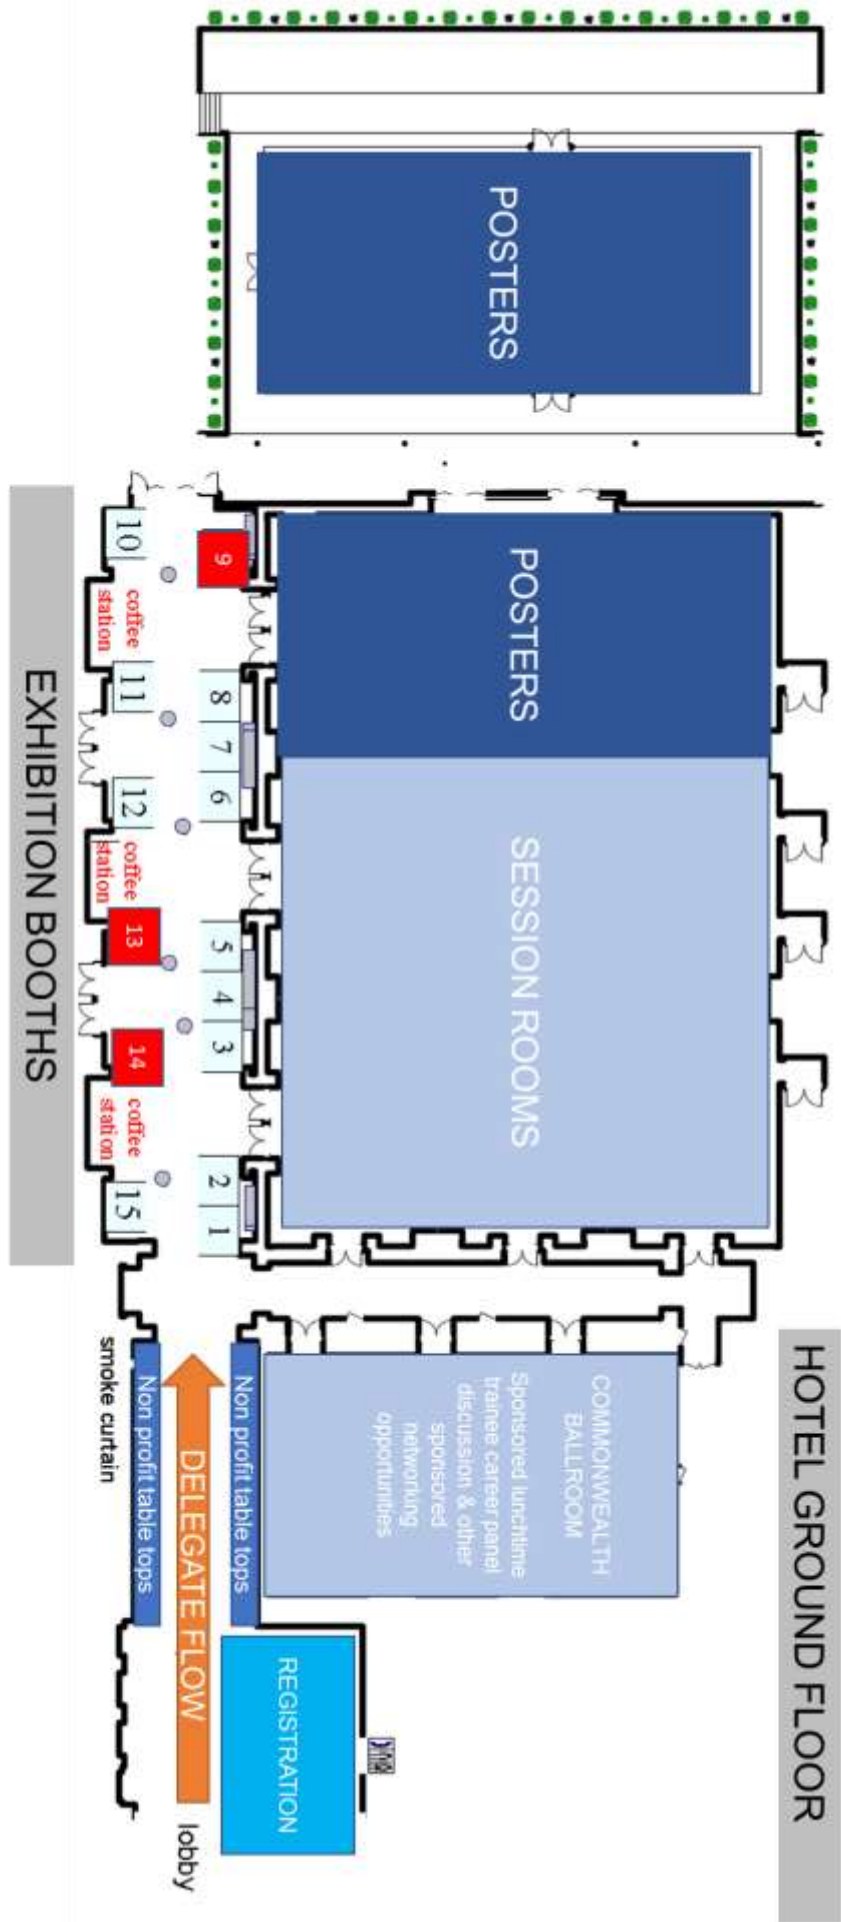 HOTEL GROUND FLOOR
POSTERS
POSTERS
SESSION ROOMS
COMMONWEALTH
BALLROOM
Sponsored lunchtime
trainee career panel
discussion & other
sponsored
networking
opportunities
REGISTRATION
9
8
7
6
5
4
3
2
1
Non profit table tops
DELEGATE FLOW
lobby
Non profit table tops
smoke curtain
10
coffee
station
11
12
coffee
station
13
14
coffee
station
15
EXHIBITION BOOTHS